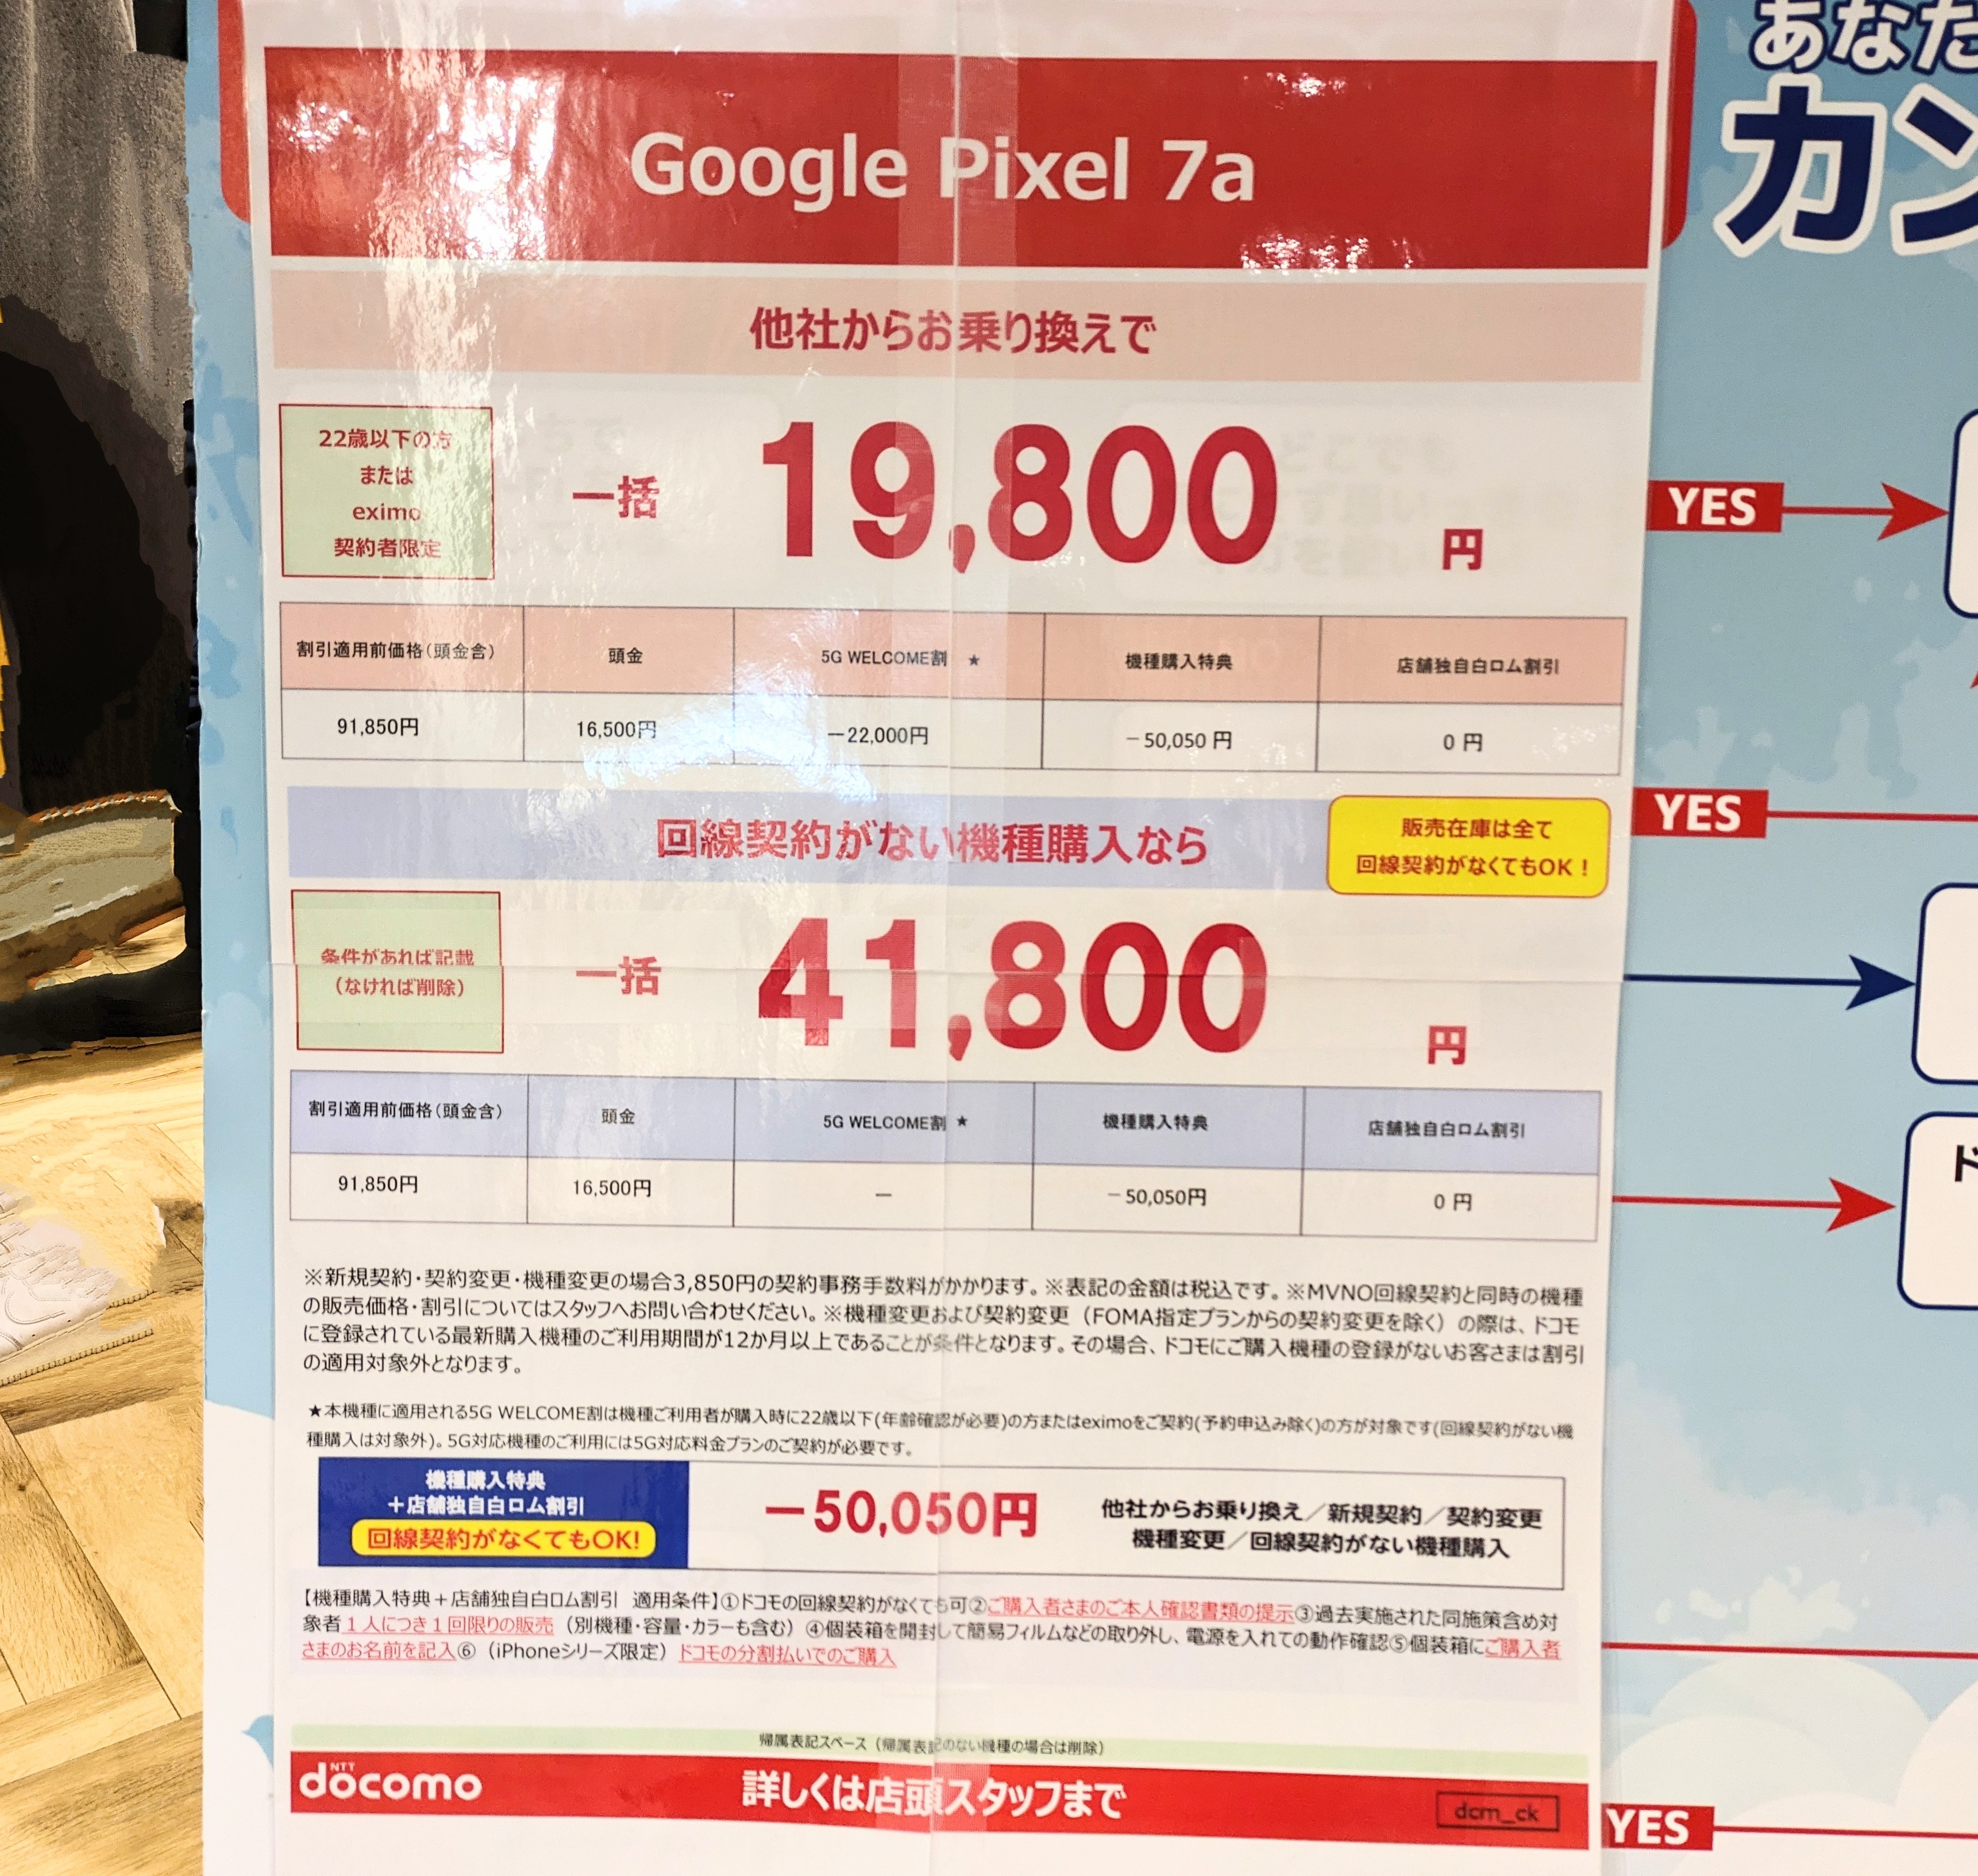 Google Pixel 7a
他社からお乗り換えで
22歳以下の方
または
eximo
契約者限定
一括
19,800
円
割引適用前価格(頭金含) 頭金 5G WELCOME割 ★ 機種購入特典 店舗独自白ロム割引
91,850円 16,500円 −22,000円 −50,050 円 0 円
回線契約がない機種購入なら
販売在庫は全て
回線契約がなくてもOK!
条件があれば記載
(なければ削除)
一括
41,800
円
割引適用前価格(頭金含) 頭金 5G WELCOME割 ★ 機種購入特典 店舗独自白ロム割引
91,850円 16,500円 − −50,050円 0 円
※新規契約・契約変更・機種変更の場合3,850円の契約事務手数料がかかります。※表記の金額は税込です。※MVNO回線契約と同時の機種
の販売価格・割引についてはスタッフへお問い合わせください。※機種変更および契約変更（FOMA指定プランからの契約変更を除く）の際は、ドコモ
に登録されている最新購入機種のご利用期間が12か月以上であることが条件となります。その場合、ドコモにご購入機種の登録がないお客さまは割引
の適用対象外となります。
★本機種に適用される5G WELCOME割は機種ご利用者が購入時に22歳以下(年齢確認が必要)の方またはeximoをご契約(予約申込み除く)の方が対象です(回線契約がない機
種購入は対象外)。5G対応機種のご利用には5G対応料金プランのご契約が必要です。
機種購入特典
+店舗独自白ロム割引
回線契約がなくてもOK!
−50,050円
他社からお乗り換え／新規契約／契約変更
機種変更／回線契約がない機種購入
【機種購入特典＋店舗独自白ロム割引 適用条件】①ドコモの回線契約がなくても可②ご購入者さまのご本人確認書類の提示③過去実施された同施策含め対
象者１人につき１回限りの販売（別機種・容量・カラーも含む）④個装箱を開封して簡易フィルムなどの取り外し、電源を入れての動作確認⑤個装箱にご購入者
さまのお名前を記入⑥（iPhoneシリーズ限定）ドコモの分割払いでのご購入
帰属表記スペース（帰属表記のない機種の場合は削除）
NTT
docomo
詳しくは店頭スタッフまで
dcm_ck
あなた
カン
YES
YES
ド
YES